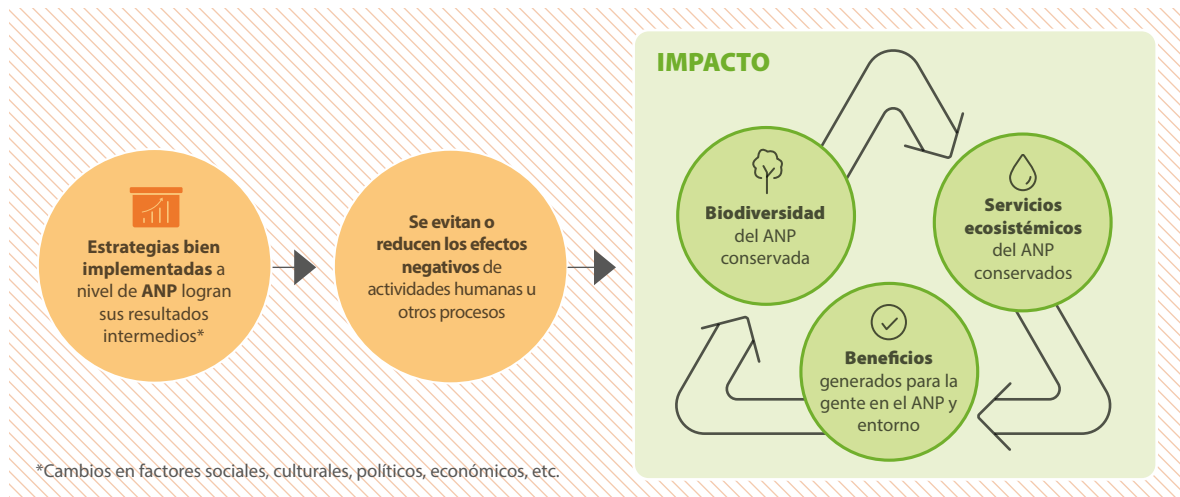 IMPACTO
Estrategias bien
implementadas a
nivel de ANP logran
sus resultados
intermedios*
Se evitan o
reducen los efectos
negativos de
actividades humanas u
otros procesos
Biodiversidad
del ANP
conservada
Servicios
ecosistémicos
del ANP
conservados
Beneficios
generados para la
gente en el ANP y
entorno
*Cambios en factores sociales, culturales, políticos, económicos, etc.